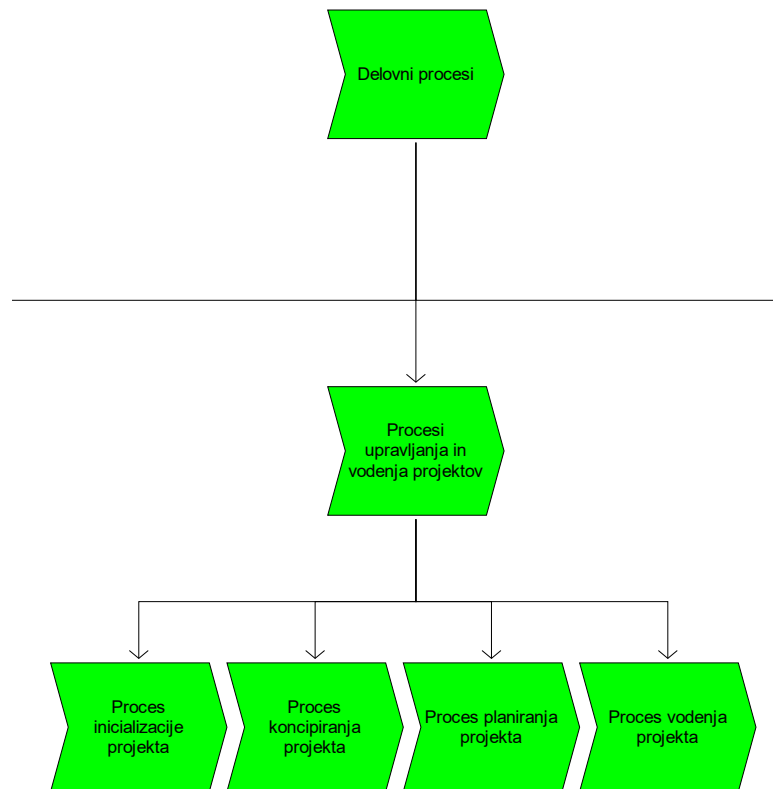 Delovni procesi
Procesi
upravljanja in
vodenja projektov
Proces
inicializacije
projekta
Proces
koncipiranja
projekta
Proces planiranja
projekta
Proces vodenja
projekta